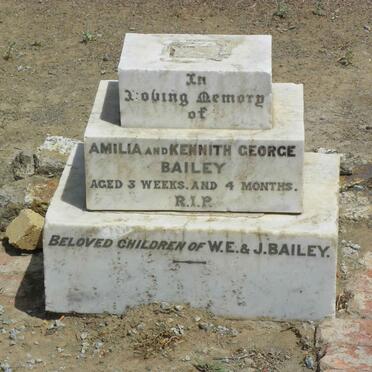 In
Loving Memory
of
AMILIA AND KENNITH GEORGE
BAILEY
AGED 3 WEEKS. AND 4 MONTHS.
R.I.P.
BELOVED CHILDREN OF W.E. & J. BAILEY.